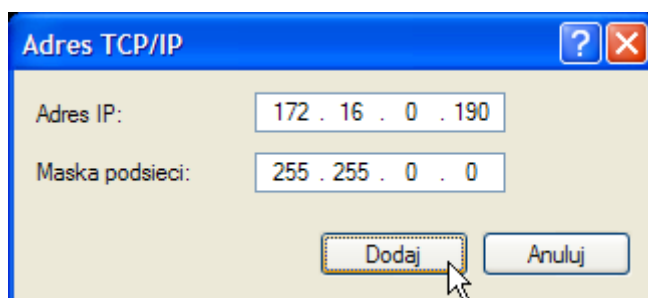 Adres TCP/IP
Adres IP: 172 . 16 . 0 . 190
Maska podsieci: 255 . 255 . 0 . 0
Dodaj Anuluj